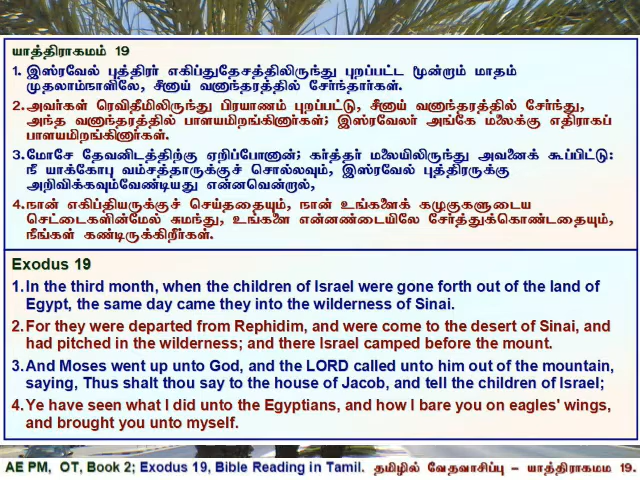 யாத்திராகமம் 19
1. இஸ்ரவேல் புத்திரர் எகிப்துதேசத்திலிருந்து புறப்பட்ட மூன்றாம் மாதம்
முதலாம்நாளிலே, சீனாய் வனாந்தரத்தில் சேர்ந்தார்கள்.
2.அவர்கள் ரெவிதீமிலிருந்து பிரயாணம் புறப்பட்டு, சீனாய் வனாந்தரத்தில் சேர்ந்து,
அந்த வனாந்தரத்தில் பாளயமிறங்கினார்கள்; இஸ்ரவேலர் அங்கே மலைக்கு எதிராகப்
பாளயமிறங்கினார்கள்.
3.மோசே தேவனிடத்திற்கு ஏறிப்போனான்; கர்த்தர் மலையிலிருந்து அவனைக் கூப்பிட்டு:
நீ யாக்கோபு வம்சத்தாருக்குச் சொல்லவும், இஸ்ரவேல் புத்திரருக்கு
அறிவிக்கவும்வேண்டியது என்னவென்றால்,
4.நான் எகிப்தியருக்குச் செய்ததையும், நான் உங்களைக் கழுகுகளுடைய
செட்டைகளின்மேல் சுமந்து, உங்களை என்னண்டையிலே சேர்த்துக்கொண்டதையும்,
நீங்கள் கண்டிருக்கிறீர்கள்.
Exodus 19
1.In the third month, when the children of Israel were gone forth out of the land of
Egypt, the same day came they into the wilderness of Sinai.
2.For they were departed from Rephidim, and were come to the desert of Sinai, and
had pitched in the wilderness; and there Israel camped before the mount.
3.And Moses went up unto God, and the LORD called unto him out of the mountain,
saying, Thus shalt thou say to the house of Jacob, and tell the children of Israel;
4.Ye have seen what I did unto the Egyptians, and how I bare you on eagles' wings,
and brought you unto myself.
AE PM, OT, Book 2; Exodus 19, Bible Reading in Tamil. தமிழில் வேதவாசிப்பு – யாத்திராகமம 19.